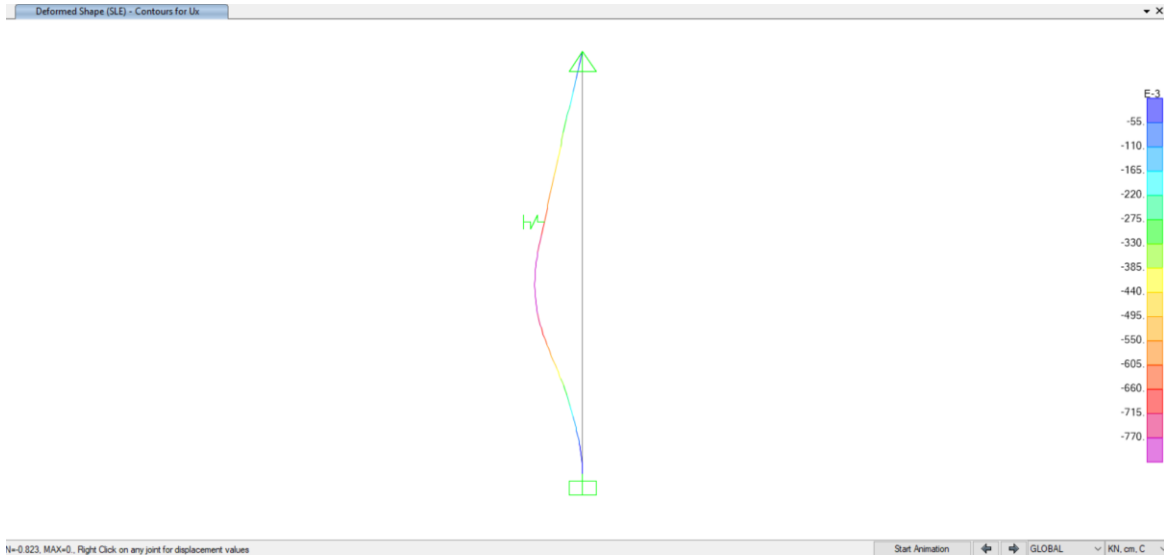 Deformed Shape (SLE) - Contours for Ux
E-3
-55.
-110.
-165.
-220.
-275.
-330.
-385.
-440.
-495.
-550.
-605.
-660.
-715.
-770.
N=-0.823, MAX=0., Right Click on any joint for displacement values
Start Animation
GLOBAL
KN, cm, C